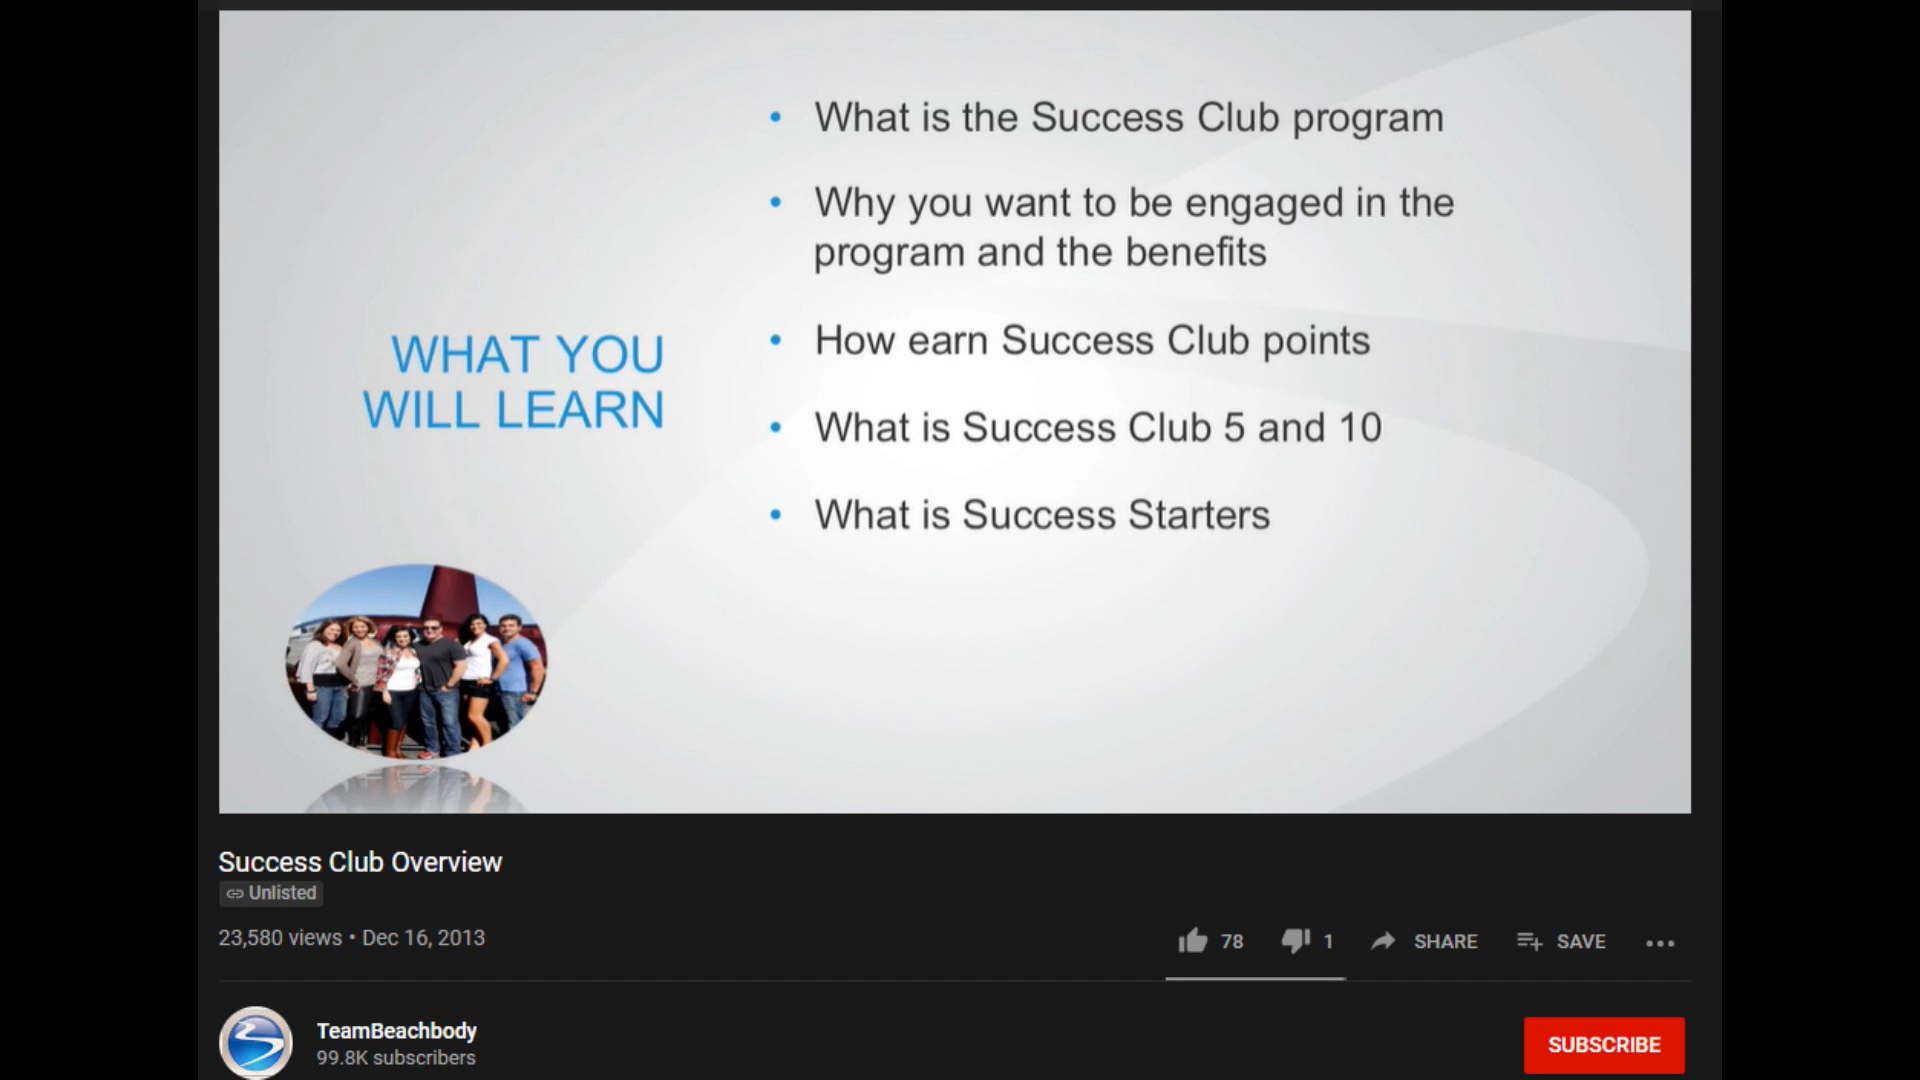 WHAT YOU
WILL LEARN
• What is the Success Club program
• Why you want to be engaged in the
program and the benefits
• How earn Success Club points
• What is Success Club 5 and 10
• What is Success Starters
Success Club Overview
Unlisted
23,580 views • Dec 16, 2013
78 1 SHARE SAVE
TeamBeachbody
99.8K subscribers
SUBSCRIBE